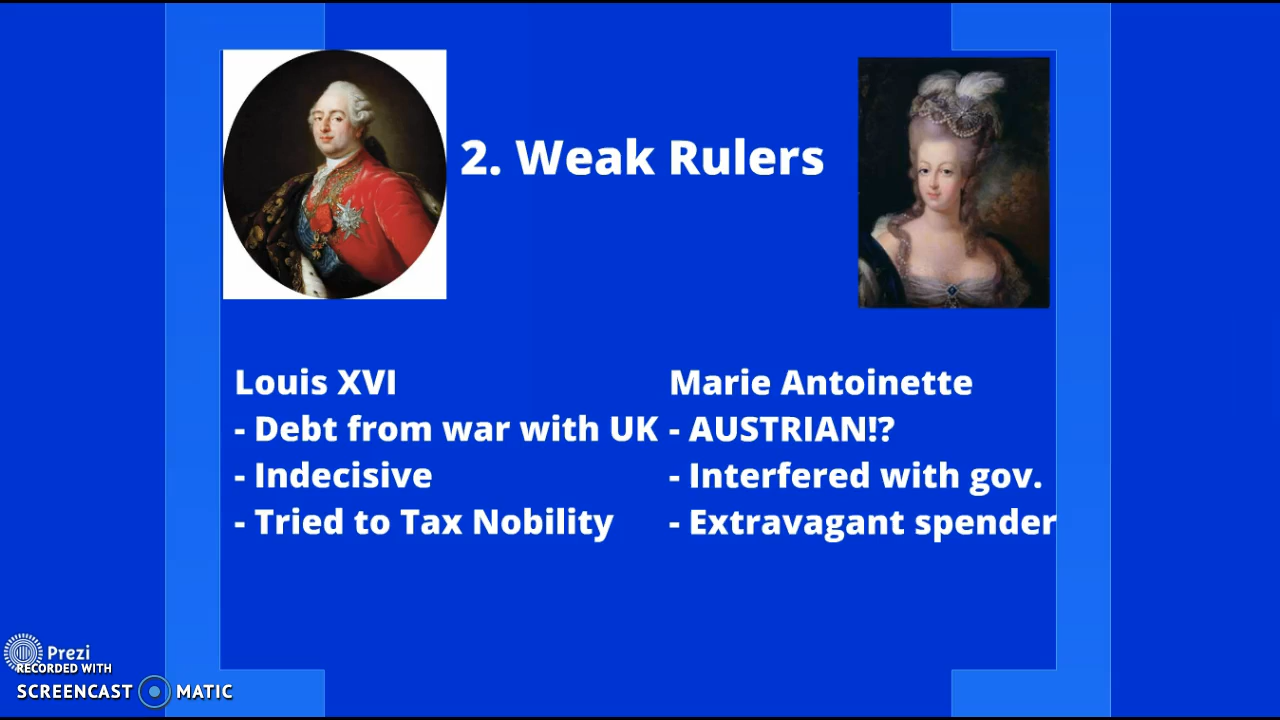 2. Weak Rulers
Louis XVI
- Debt from war with UK
- Indecisive
- Tried to Tax Nobility
Marie Antoinette
- AUSTRIAN!?
- Interfered with gov.
- Extravagant spender
Prezi
RECORDED WITH
SCREENCAST MATIC